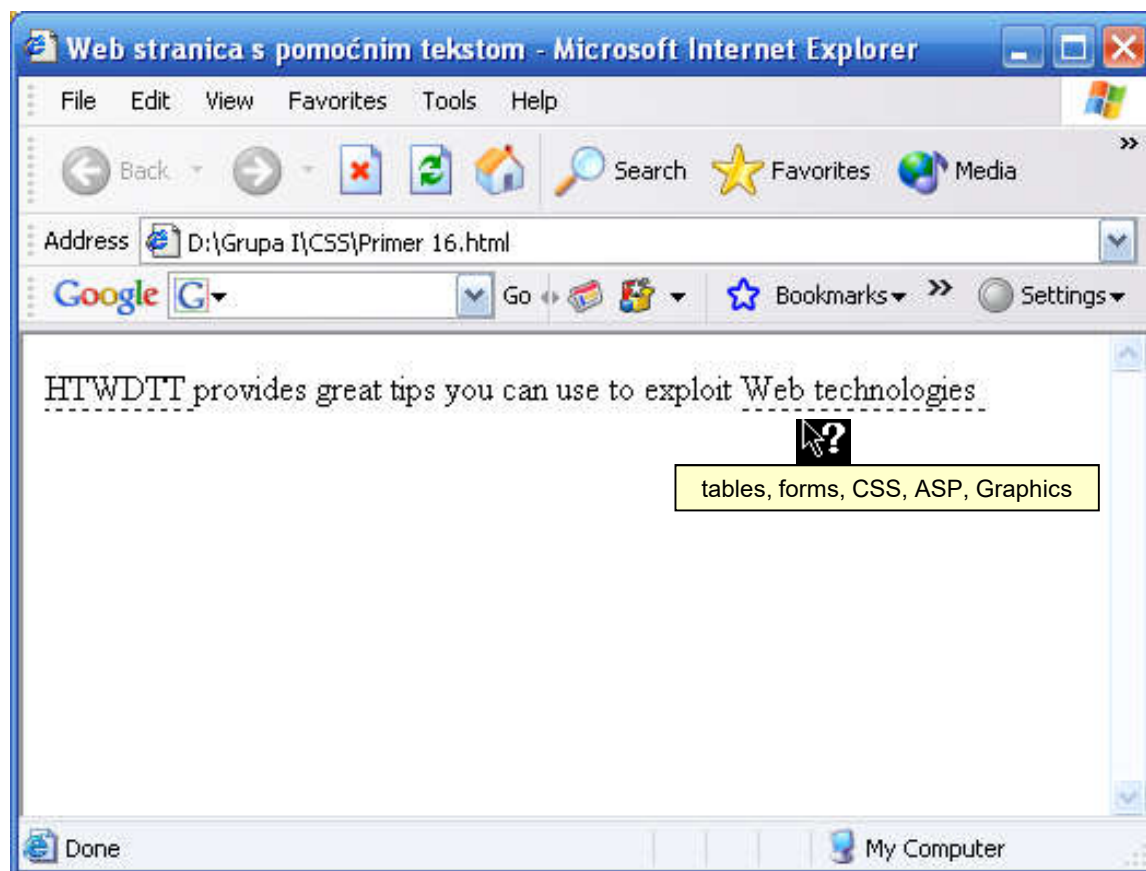 Web stranica s pomoćnim tekstom - Microsoft Internet Explorer
File Edit View Favorites Tools Help
Back Search Favorites Media »
Address D:\Grupa I\CSS\Primer 16.html
Google G Go Bookmarks » Settings
HTWDTT provides great tips you can use to exploit Web technologies
?
tables, forms, CSS, ASP, Graphics
Done My Computer